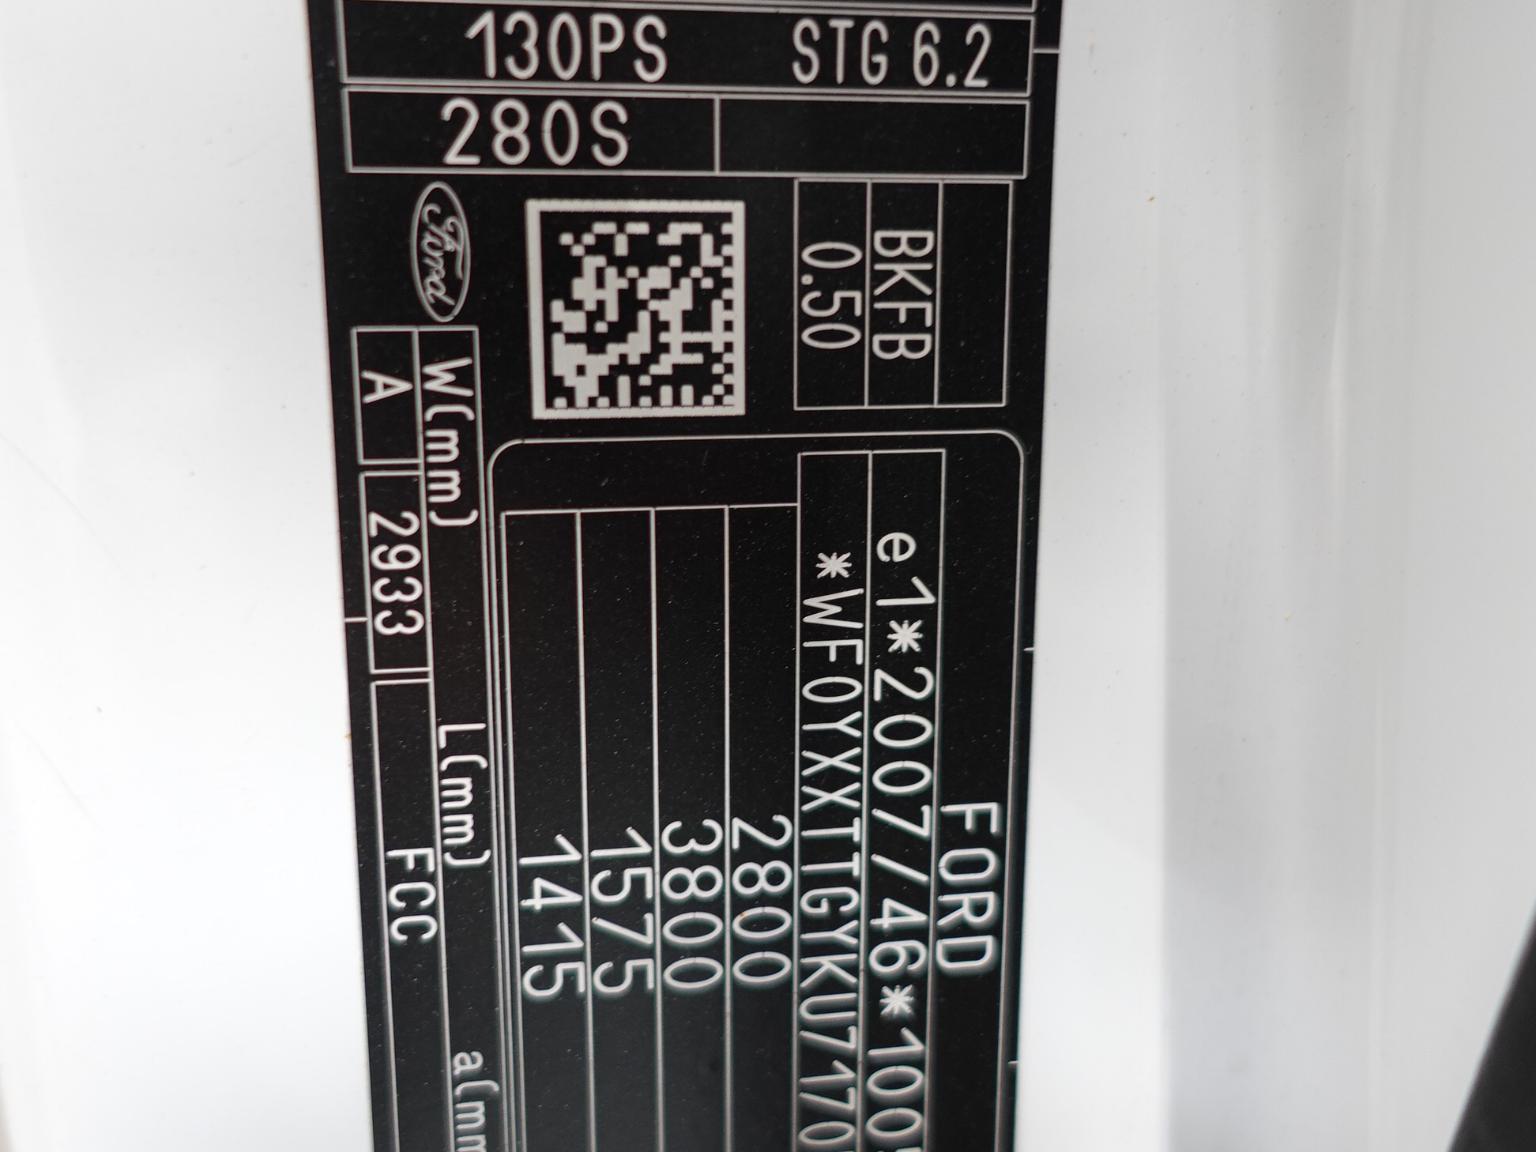 130PS STG 6.2
280S
BKFB
0.50
Ford
FORD
e1*2007/46*100
*WF0YXXTTGYKU7170
2800
3800
1575
1415
W(mm) L(mm) a(mm
A 2933 FCC